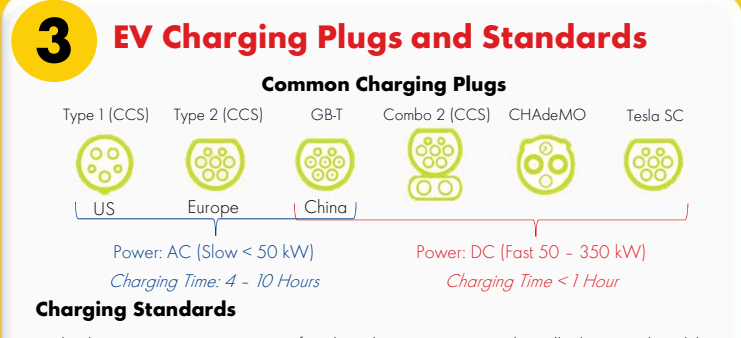 3
EV Charging Plugs and Standards
Common Charging Plugs
Type 1 (CCS) Type 2 (CCS) GB-T Combo 2 (CCS) CHAdeMO Tesla SC
US Europe China
Power: AC (Slow < 50 kW) Power: DC (Fast 50 – 350 kW)
Charging Time: 4 – 10 Hours Charging Time < 1 Hour
Charging Standards